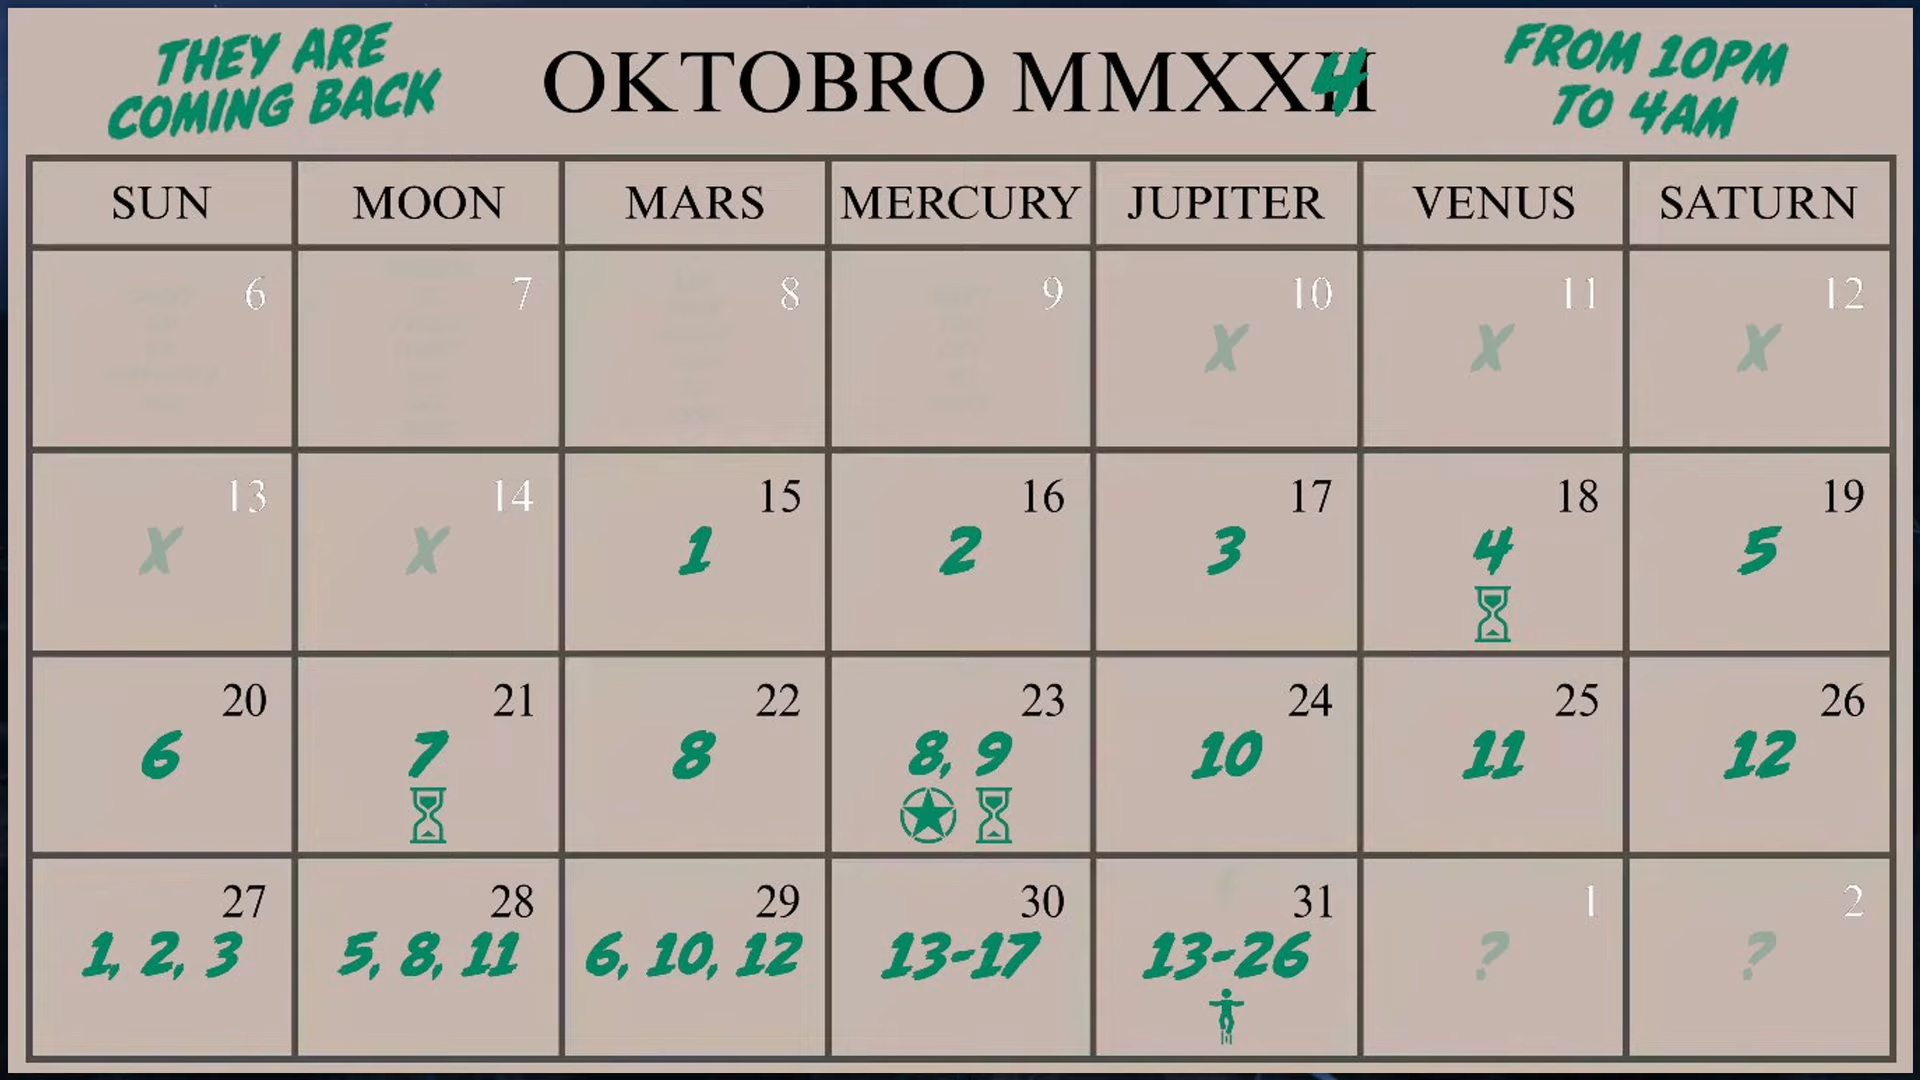 THEY ARE
COMING BACK
OKTOBRO MMXX4
FROM 10PM
TO 4AM
SUN MOON MARS MERCURY JUPITER VENUS SATURN
6 7 8 9 10 11 12
X X X
13 14 15 16 17 18 19
X X 1 2 3 4 5
20 21 22 23 24 25 26
6 7 8 8, 9 10 11 12
27 28 29 30 31 1 2
1, 2, 3 5, 8, 11 6, 10, 12 13-17 13-26 ? ?